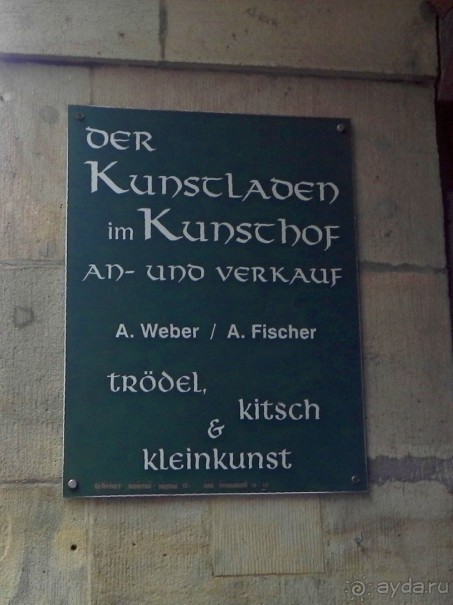 DER
KUNSTLADEN
im KUNSTHOF
AN- UND VERKAUF
A. Weber / A. Fischer
TRÖDEL,
KITSCH
&
KLEINKUNST
ayda.ru